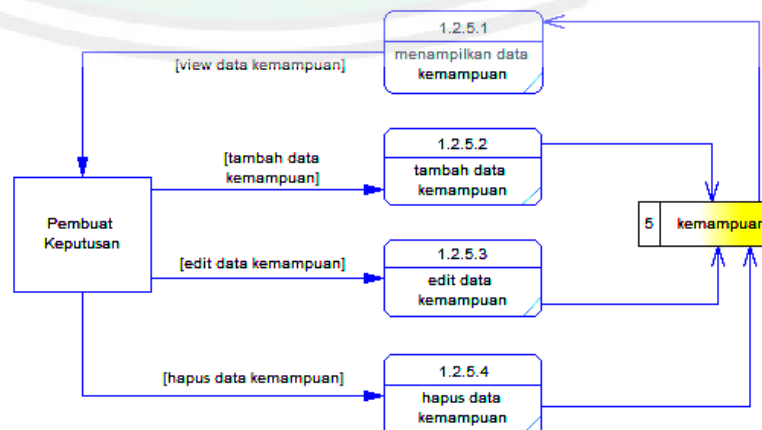 1.2.5.1
menampilkan data
kemampuan
[view data kemampuan]
1.2.5.2
tambah data
kemampuan
[tambah data
kemampuan]
Pembuat
Keputusan
5 kemampuan
1.2.5.3
edit data
kemampuan
[edit data kemampuan]
1.2.5.4
hapus data
kemampuan
[hapus data kemampuan]